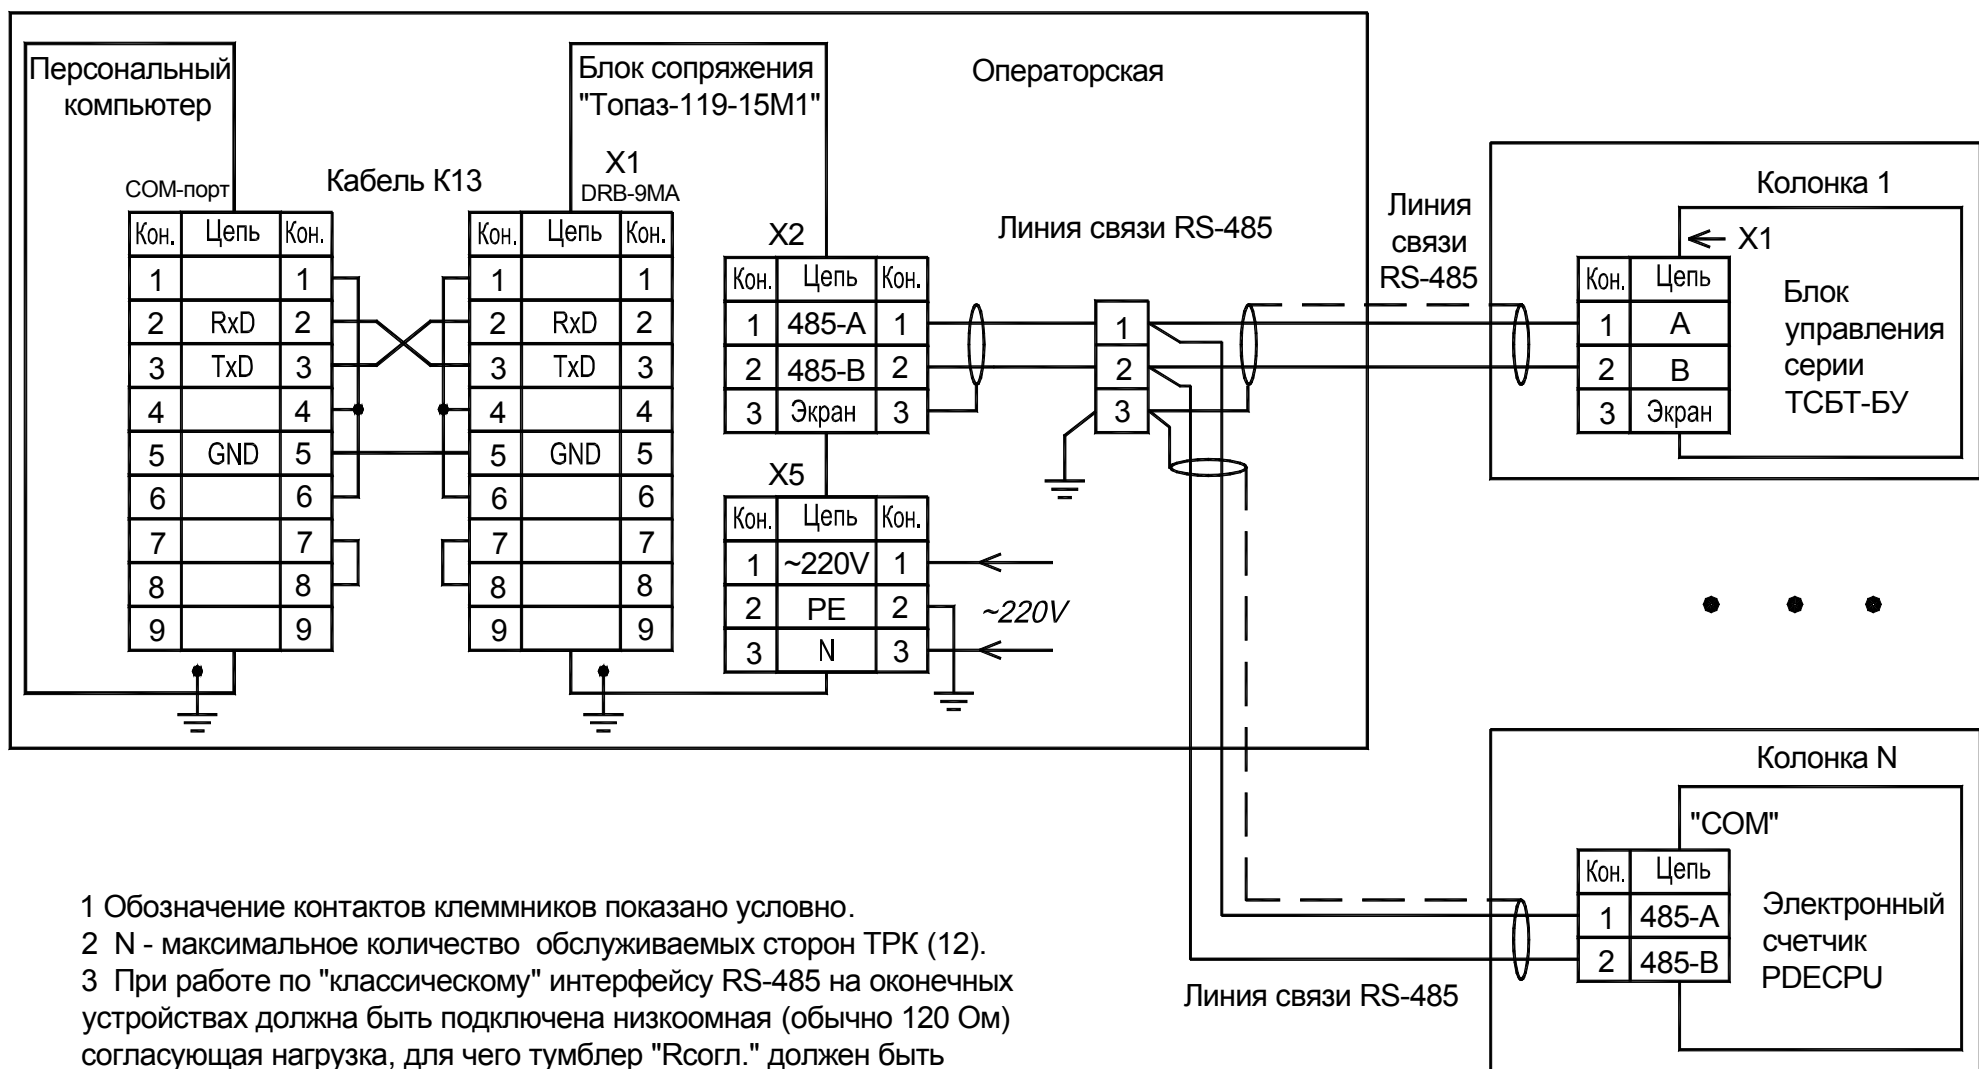 Персональный
компьютер
Блок сопряжения
"Топаз-119-15М1"
Операторская
COM-порт
Кабель К13
X1
DRB-9MA
Кон. Цепь Кон.
1 1
2 RxD 2
3 TxD 3
4 4
5 GND 5
6 6
7 7
8 8
9 9
Кон. Цепь Кон.
1 1
2 RxD 2
3 TxD 3
4 4
5 GND 5
6 6
7 7
8 8
9 9
X2
Кон. Цепь Кон.
1 485-A 1
2 485-B 2
3 Экран 3
X5
Кон. Цепь Кон.
1 ~220V 1
2 PE 2
3 N 3
~220V
Линия связи RS-485
1
2
3
Линия
связи
RS-485
Колонка 1
X1
Кон. Цепь
1 A
2 B
3 Экран
Блок
управления
серии
ТСБТ-БУ
Колонка N
"COM"
Кон. Цепь
1 485-A
2 485-B
Электронный
счетчик
PDECPU
Линия связи RS-485
1 Обозначение контактов клеммников показано условно.
2 N - максимальное количество обслуживаемых сторон ТРК (12).
3 При работе по "классическому" интерфейсу RS-485 на оконечных
устройствах должна быть подключена низкоомная (обычно 120 Ом)
согласующая нагрузка, для чего тумблер "Rсогл." должен быть